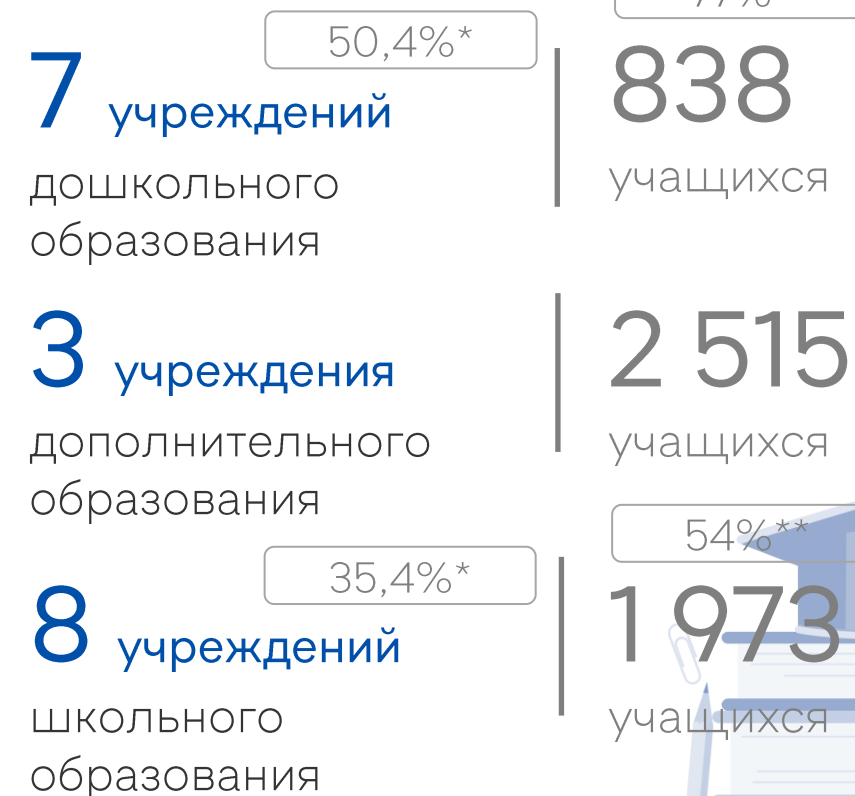 50,4%*
7 учреждений
дошкольного
образования
838
учащихся
3 учреждения
дополнительного
образования
2 515
учащихся
35,4%*
8 учреждений
школьного
образования
54%**
1 973
учащихся